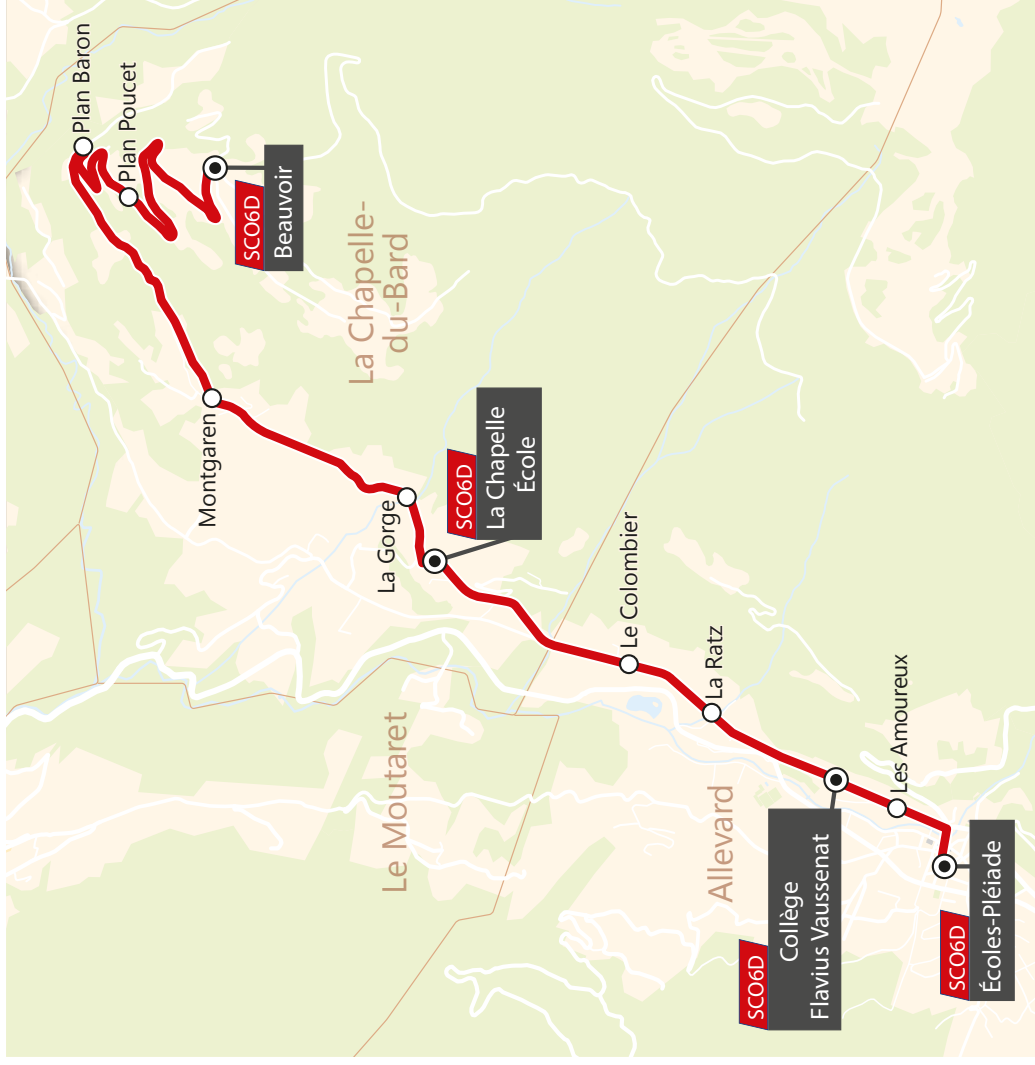 Plan Baron
Plan Poucet
SCO6D
Beauvoir
La Chapelle-
du-Bard
Montgaren
La Gorge
SCO6D
La Chapelle
École
Le Colombier
La Ratz
Le Moutaret
Allevard
Les Amoureux
SCO6D
Collège
Flavius Vaussenat
SCO6D
Écoles-Pléiade